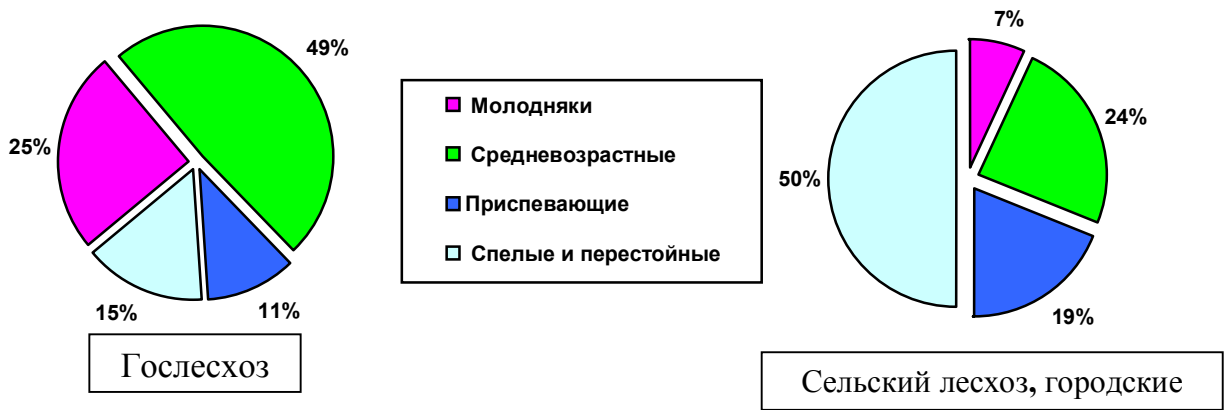 49%
25%
15%
11%
Гослесхоз
Молодняки
Средневозрастные
Приспевающие
Спелые и перестойные
7%
24%
50%
19%
Сельский лесхоз, городские